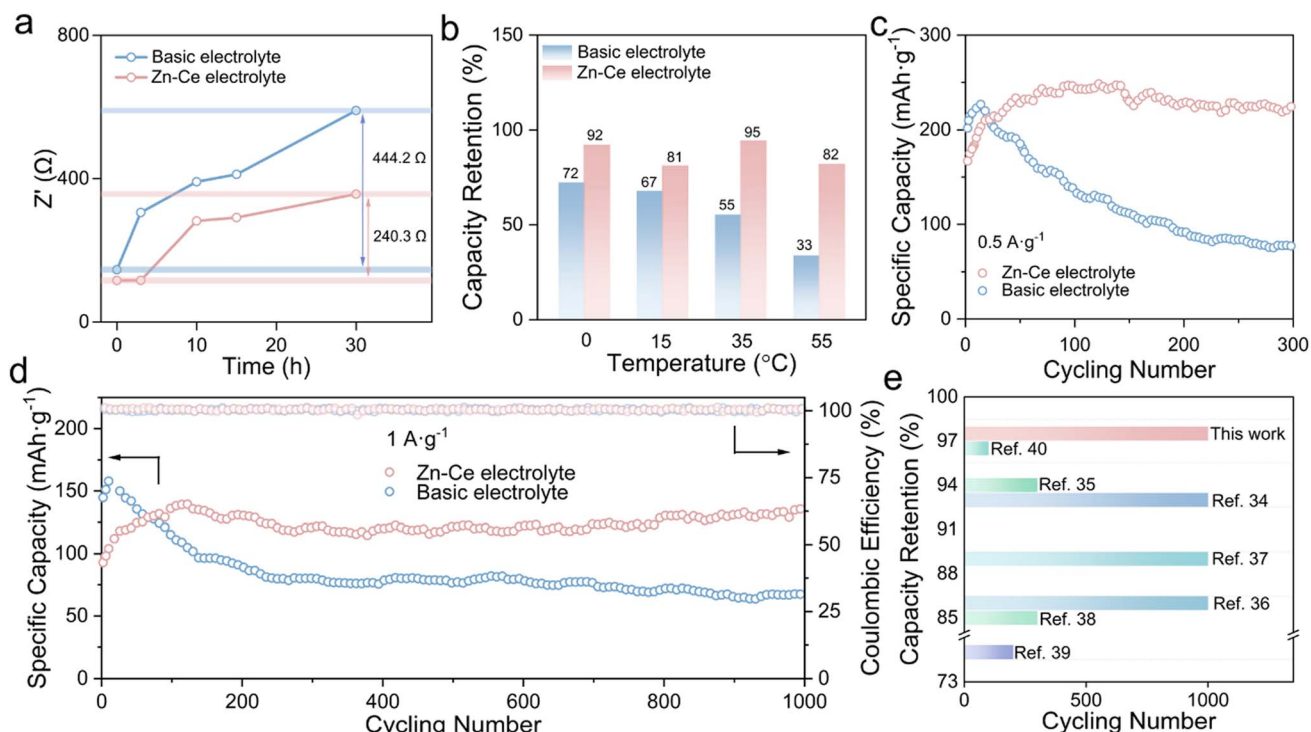 a
800
400
0
Z' (Ω)
Basic electrolyte
Zn-Ce electrolyte
444.2 Ω
240.3 Ω
0 10 20 30
Time (h)
b
150
100
50
0
Capacity Retention (%)
Basic electrolyte
Zn-Ce electrolyte
72 92 67 81 55 95 33 82
0 15 35 55
Temperature (°C)
c
300
200
100
0
Specific Capacity (mAh·g-1)
0.5 A·g-1
Zn-Ce electrolyte
Basic electrolyte
0 100 200 300
Cycling Number
d
200
150
100
50
0
Specific Capacity (mAh·g-1)
1 A·g-1
Zn-Ce electrolyte
Basic electrolyte
100
75
50
25
0
Coulombic Efficiency (%)
0 200 400 600 800 1000
Cycling Number
e
100
97
94
91
88
85
73
Capacity Retention (%)
This work
Ref. 40
Ref. 35
Ref. 34
Ref. 37
Ref. 36
Ref. 38
Ref. 39
0 500 1000
Cycling Number